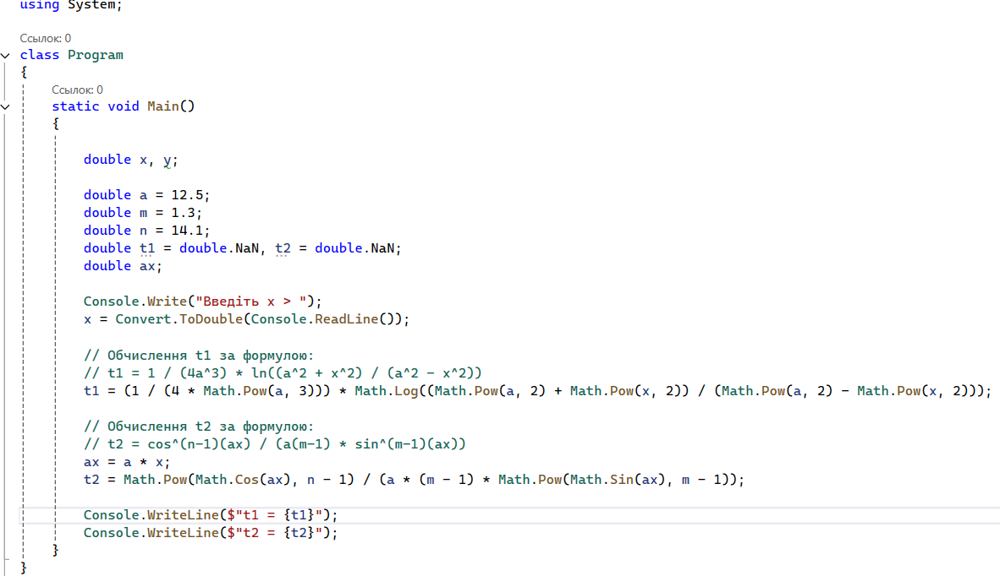 using System;
Ссылок: 0
class Program
{
Ссылок: 0
static void Main()
{
double x, y;
double a = 12.5;
double m = 1.3;
double n = 14.1;
double t1 = double.NaN, t2 = double.NaN;
double ax;
Console.Write("Введіть x > ");
x = Convert.ToDouble(Console.ReadLine());
// Обчислення t1 за формулою:
// t1 = 1 / (4a^3) * ln((a^2 + x^2) / (a^2 - x^2))
t1 = (1 / (4 * Math.Pow(a, 3))) * Math.Log((Math.Pow(a, 2) + Math.Pow(x, 2)) / (Math.Pow(a, 2) - Math.Pow(x, 2)));
// Обчислення t2 за формулою:
// t2 = cos^(n-1)(ax) / (a(m-1) * sin^(m-1)(ax))
ax = a * x;
t2 = Math.Pow(Math.Cos(ax), n - 1) / (a * (m - 1) * Math.Pow(Math.Sin(ax), m - 1));
Console.WriteLine($"t1 = {t1}");
Console.WriteLine($"t2 = {t2}");
}
}